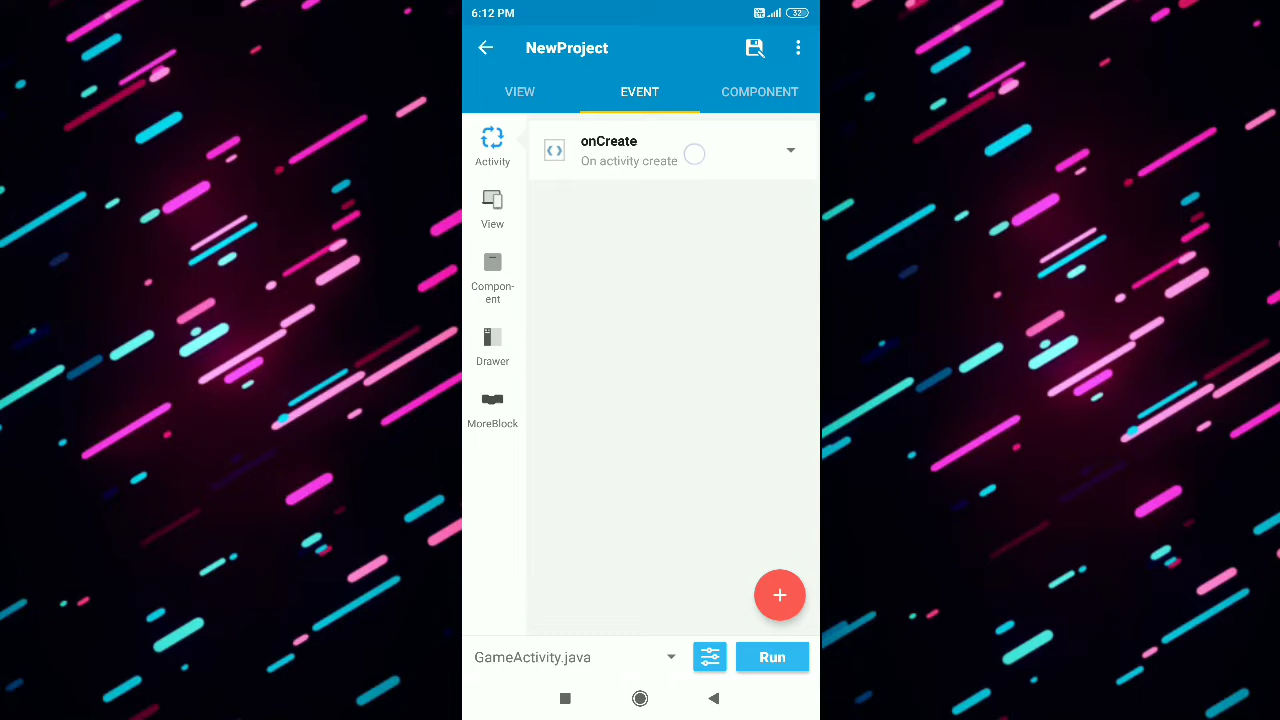 6:12 PM
32
NewProject
VIEW
EVENT
COMPONENT
Activity
onCreate
On activity create
View
Compon-
ent
Drawer
MoreBlock
GameActivity.java
Run